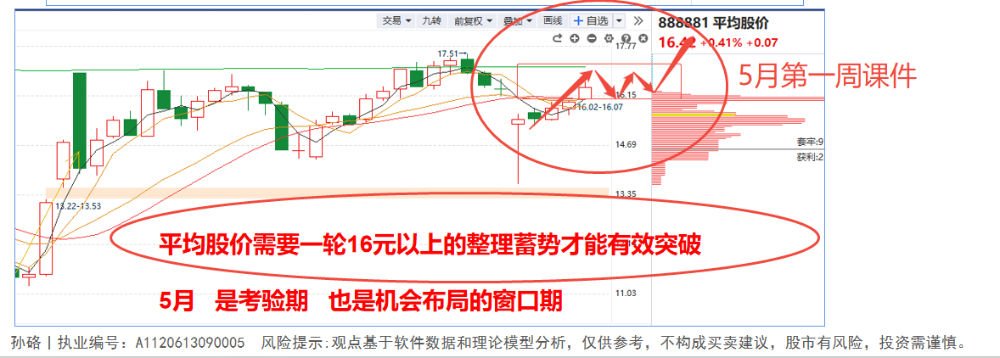 交易 九转 前复权 叠加 画线 自选
888881 平均股价
16.42 +0.41% +0.07
17.51
17.77
5月第一周课件
16.15
16.02-16.07
14.69
套牢:9
获利:2
13.35
13.22-13.53
平均股价需要一轮16元以上的整理蓄势才能有效突破
11.03
5月 是考验期 也是机会布局的窗口期
孙硌丨执业编号：A1120613090005 风险提示:观点基于软件数据和理论模型分析，仅供参考，不构成买卖建议，股市有风险，投资需谨慎。